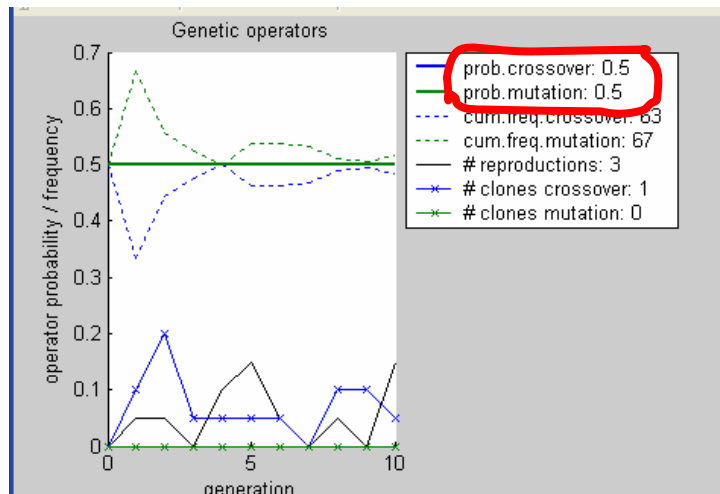 Genetic operators
0.7
0.6
0.5
0.4
0.3
0.2
0.1
0
operator probability / frequency
0
5
10
generation
prob.crossover: 0.5
prob.mutation: 0.5
cum.freq.crossover: 63
cum.freq.mutation: 67
# reproductions: 3
# clones crossover: 1
# clones mutation: 0